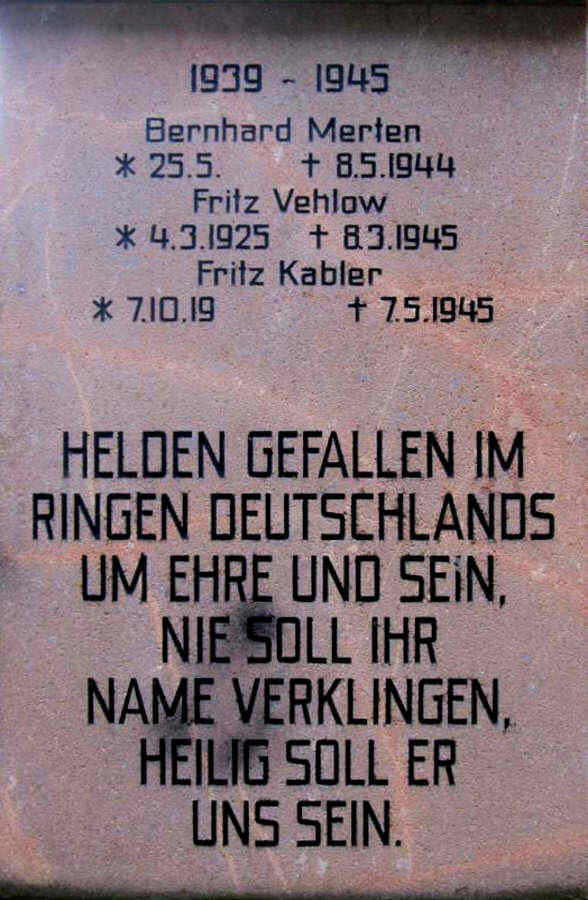 1939 - 1945
Bernhard Merten
* 25.5. † 8.5.1944
Fritz Vehlow
* 4.3.1925 † 8.3.1945
Fritz Kabler
* 7.10.19 † 7.5.1945
HELDEN GEFALLEN IM
RINGEN DEUTSCHLANDS
UM EHRE UND SEIN,
NIE SOLL IHR
NAME VERKLINGEN,
HEILIG SOLL ER
UNS SEIN.